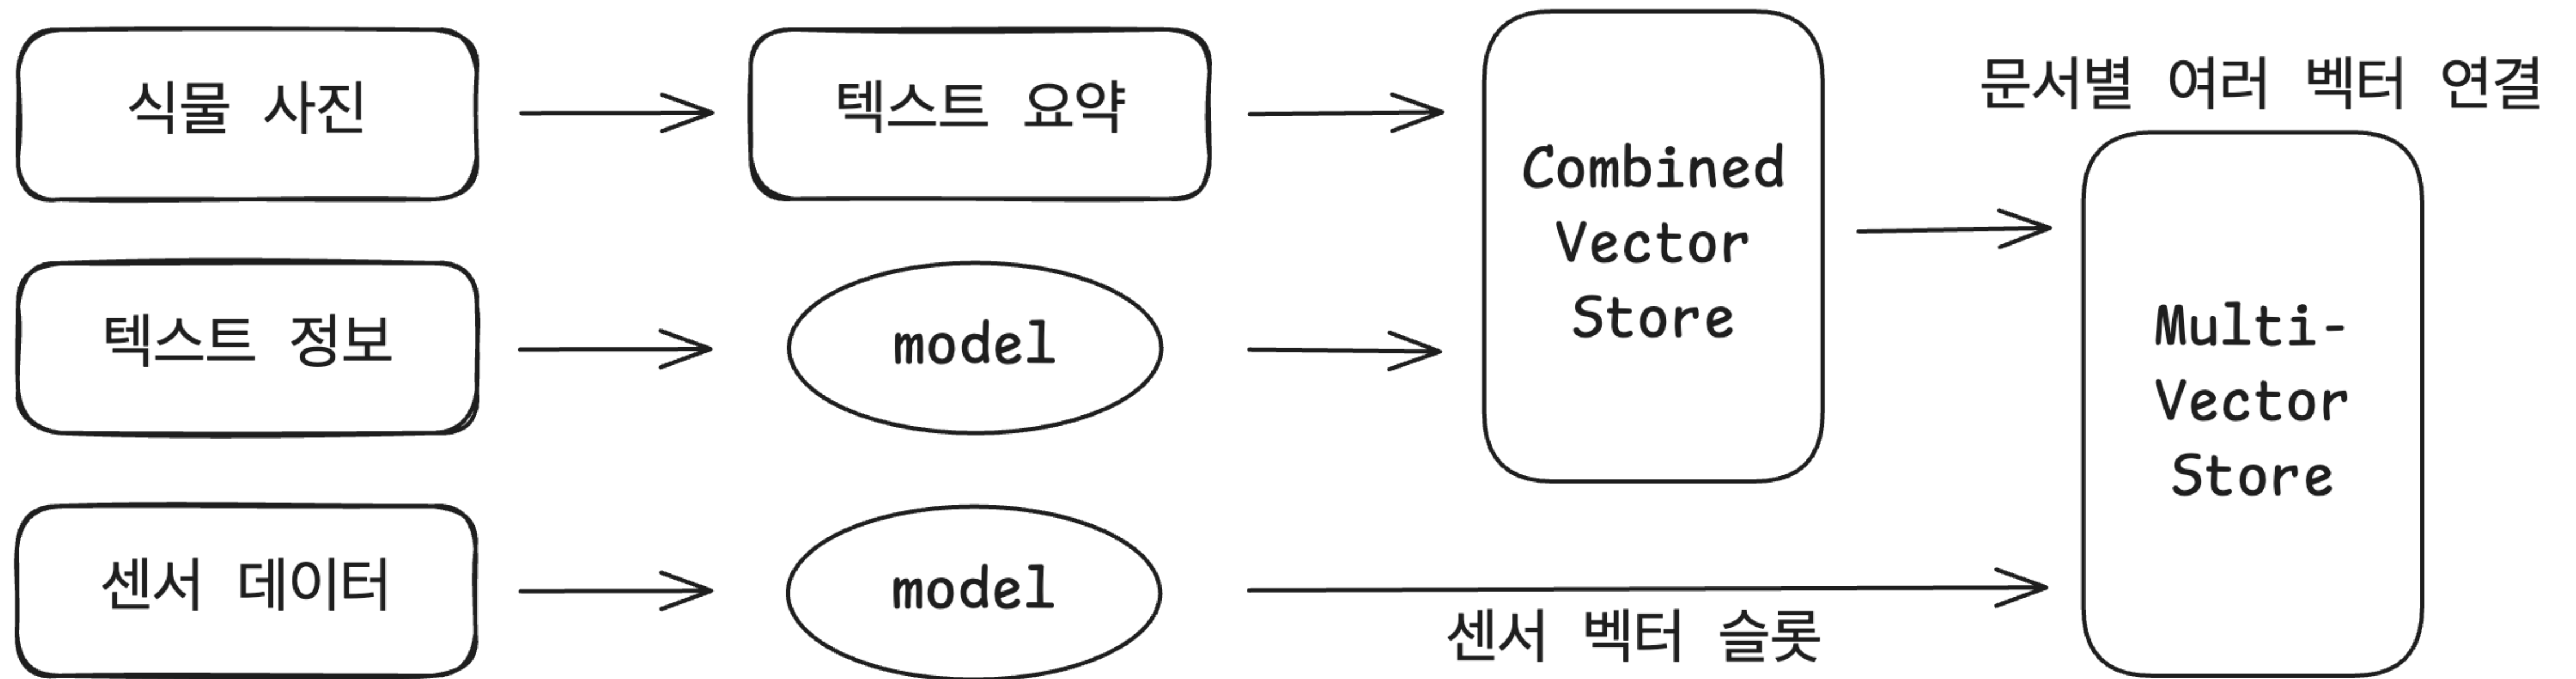 식물 사진
텍스트 요약
Combined
Vector
Store
문서별 여러 벡터 연결
텍스트 정보
model
Multi-
Vector
Store
센서 데이터
model
센서 벡터 슬롯